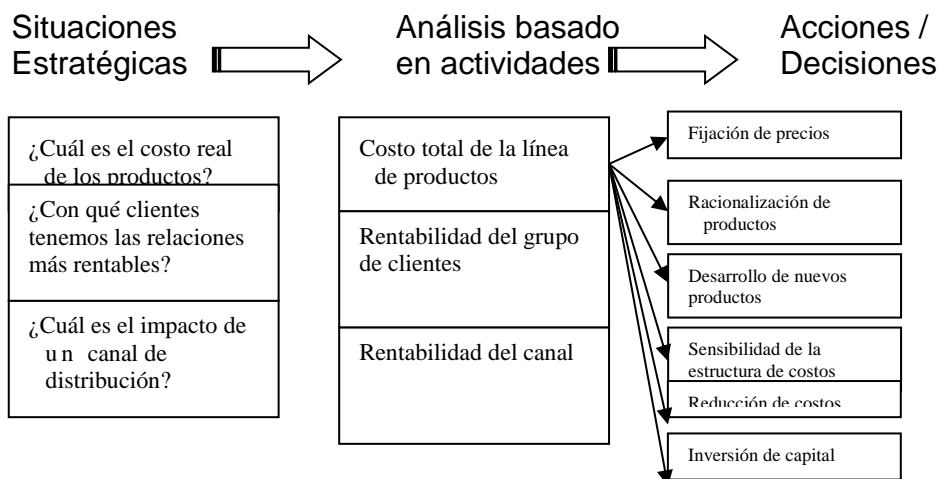 Situaciones
Estratégicas
Análisis basado
en actividades
Acciones /
Decisiones
¿Cuál es el costo real
de los productos?
¿Con qué clientes
tenemos las relaciones
más rentables?
¿Cuál es el impacto de
un canal de
distribución?
Costo total de la línea
de productos
Rentabilidad del grupo
de clientes
Rentabilidad del canal
Fijación de precios
Racionalización de
productos
Desarrollo de nuevos
productos
Sensibilidad de la
estructura de costos
Reducción de costos
Inversión de capital